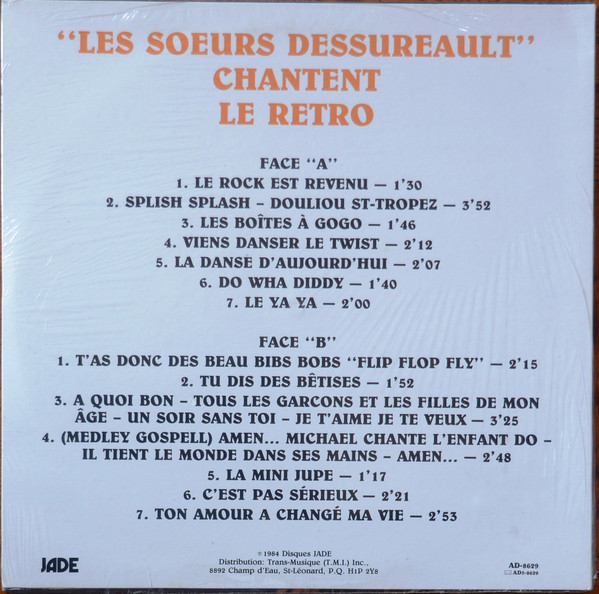 "LES SOEURS DESSUREAULT"
CHANTENT
LE RETRO
FACE "A"
1. LE ROCK EST REVENU – 1'30
2. SPLISH SPLASH – DOULIOU ST-TROPEZ – 3'52
3. LES BOÎTES À GOGO – 1'46
4. VIENS DANSER LE TWIST – 2'12
5. LA DANSE D'AUJOURD'HUI – 2'07
6. DO WHA DIDDY – 1'40
7. LE YA YA – 2'00
FACE "B"
1. T'AS DONC DES BEAU BIBS BOBS "FLIP FLOP FLY" – 2'15
2. TU DIS DES BÊTISES – 1'52
3. A QUOI BON – TOUS LES GARCONS ET LES FILLES DE MON
ÂGE – UN SOIR SANS TOI – JE T'AIME JE TE VEUX – 3'25
4. (MEDLEY GOSPELL) AMEN... MICHAEL CHANTE L'ENFANT DO –
IL TIENT LE MONDE DANS SES MAINS – AMEN... – 2'48
5. LA MINI JUPE – 1'17
6. C'EST PAS SÉRIEUX – 2'21
7. TON AMOUR A CHANGÉ MA VIE – 2'53
JADE
℗ 1984 Disques JADE
Distribution: Trans-Musique (T.M.I.) Inc.,
8892 Champ d'Eau, St-Léonard, P.Q. H1P 2Y8
AD-8629
AD8-8629